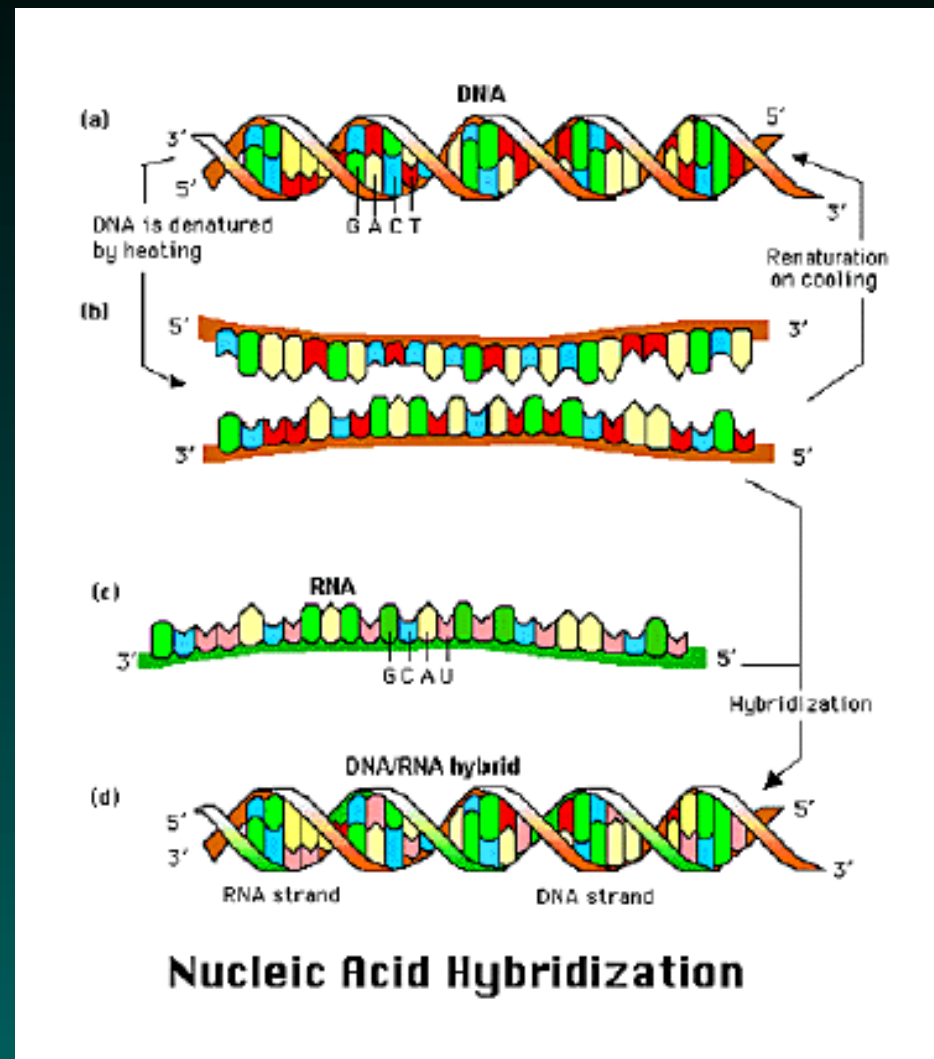 DNA
(a)
3'
5'
5'
3'
G A C T
DNA is denatured
by heating
Renaturation
on cooling
(b)
5'
3'
3'
5'
(c)
RNA
3'
5'
G C A U
Hybridization
DNA/RNA hybrid
(d)
5'
5'
3'
3'
RNA strand
DNA strand
Nucleic Acid Hybridization